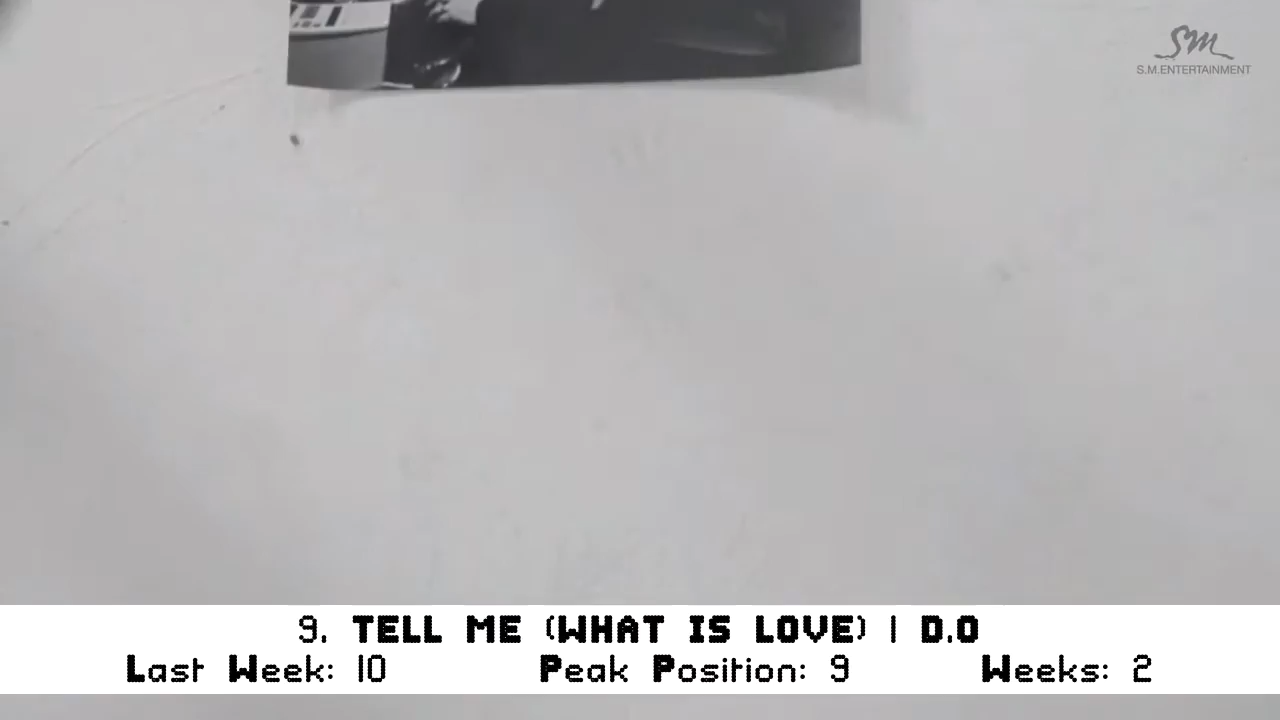 SM
S.M.ENTERTAINMENT
9. TELL ME (WHAT IS LOVE) | D.O
Last Week: 10 Peak Position: 9 Weeks: 2